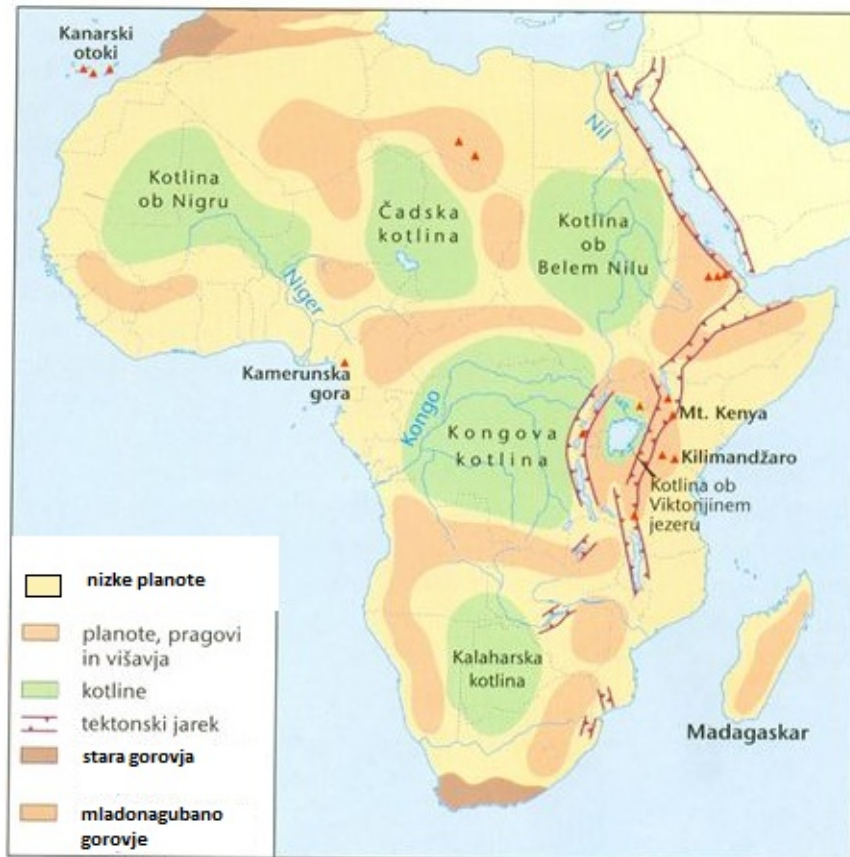 Kanarski
otoki
Nil
Kotlina
ob Nigru
Čadska
kotlina
Kotlina
ob
Belem Nilu
Niger
Kamerunska
gora
Kongo
Kongova
kotlina
Mt. Kenya
Kilimandžaro
Kotlina ob
Viktorijinem
jezeru
Kalaharska
kotlina
Madagaskar
nizke planote
planote, pragovi
in višavja
kotline
tektonski jarek
stara gorovja
mladonagubano
gorovje